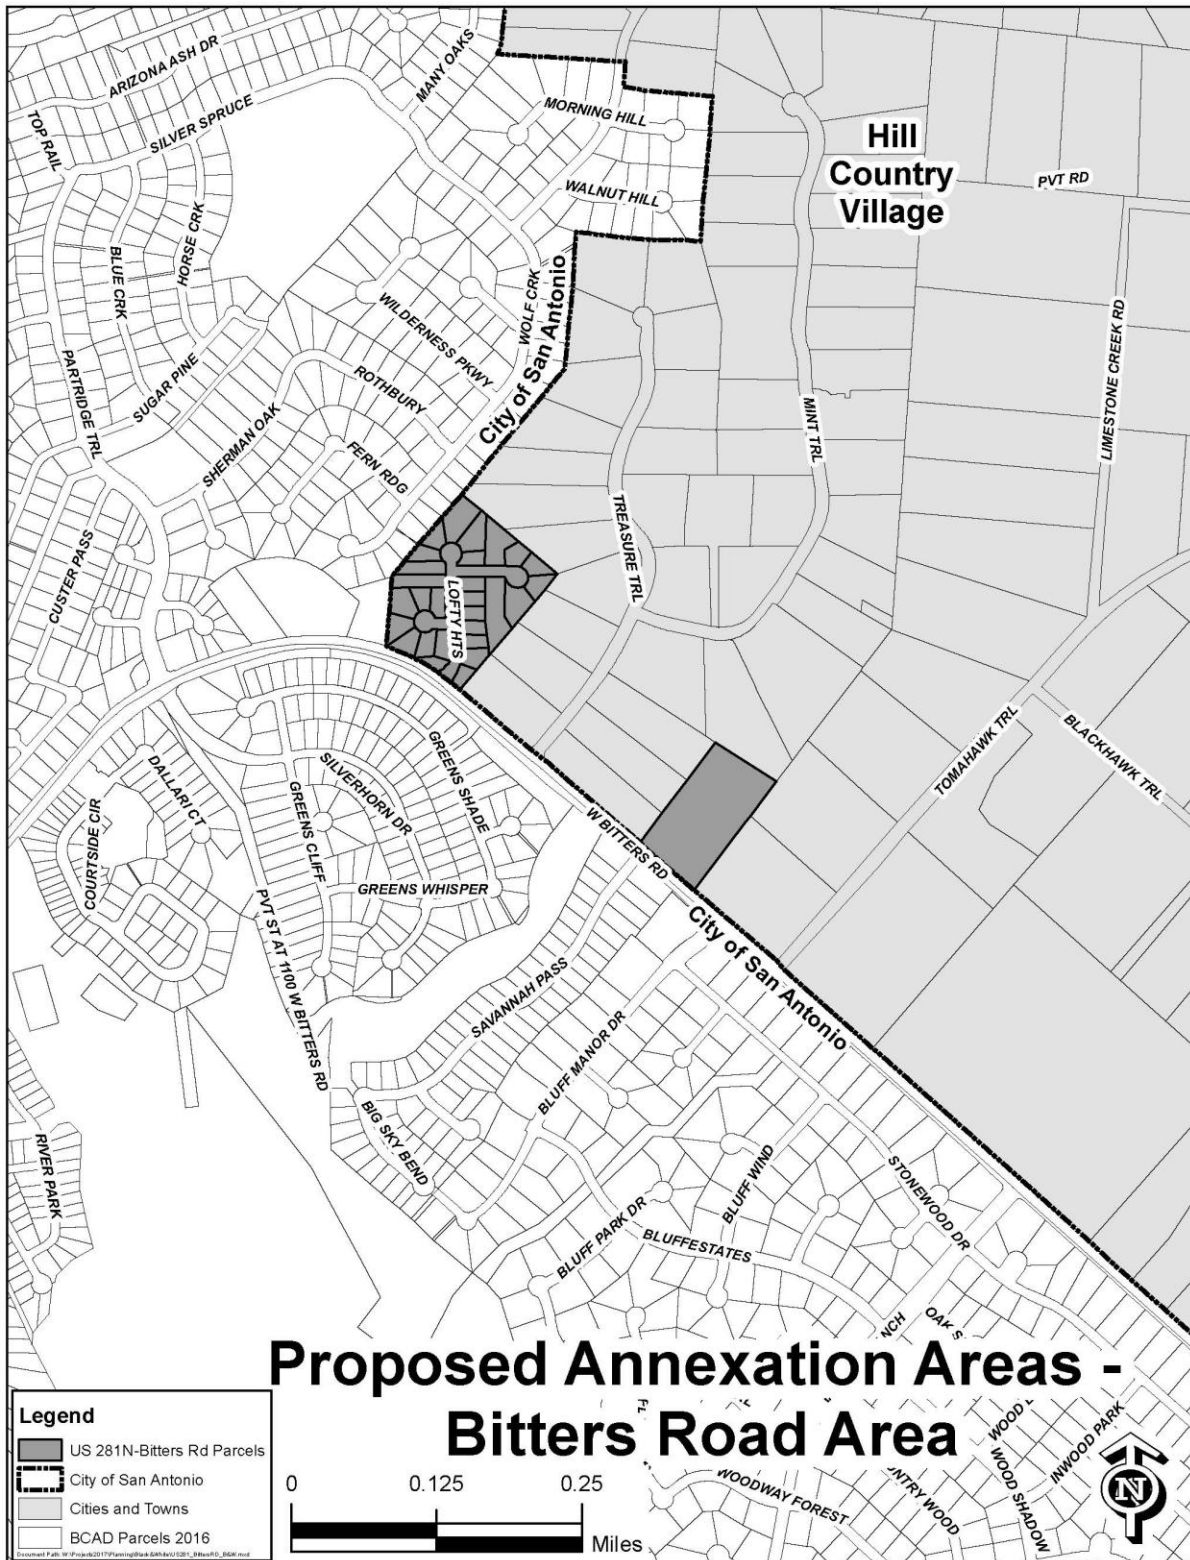 ARIZONA ASH DR
MANY OAKS
TOP RAIL
SILVER SPRUCE
MORNING HILL
Hill
Country
Village
PVT RD
WALNUT HILL
HORSE CRK
BLUE CRK
WOLF CRK
City of San Antonio
WILDERNESS PKWY
LIMESTONE CREEK RD
PARTRIDGE TRL
SUGAR PINE
ROTHBURY
MINT TRL
SHERMAN OAK
FERN RDG
TREASURE TRL
CUSTER PASS
LOFTY HTS
TOMAHAWK TRL
BLACKHAWK TRL
DALLARI CT
SILVERHORN DR
GREENS SHADE
GREENS CLIFF
COURTSIDE CIR
W BITTERS RD
GREENS WHISPER
PVT ST AT 1100 W BITTERS RD
City of San Antonio
SAVANNAH PASS
BLUFF MANOR DR
BIG SKY BEND
RIVER PARK
BLUFF WIND
STONEWOOD DR
BLUFF PARK DR
BLUFFESTATES
NCH
OAK S
Proposed Annexation Areas -
Bitters Road Area
WOOD
INWOOD PARK
WOOD SHADOW
NTRY WOOD
WOODWAY FOREST
Legend
US 281N-Bitters Rd Parcels
City of San Antonio
Cities and Towns
BCAD Parcels 2016
0 0.125 0.25
Miles
N